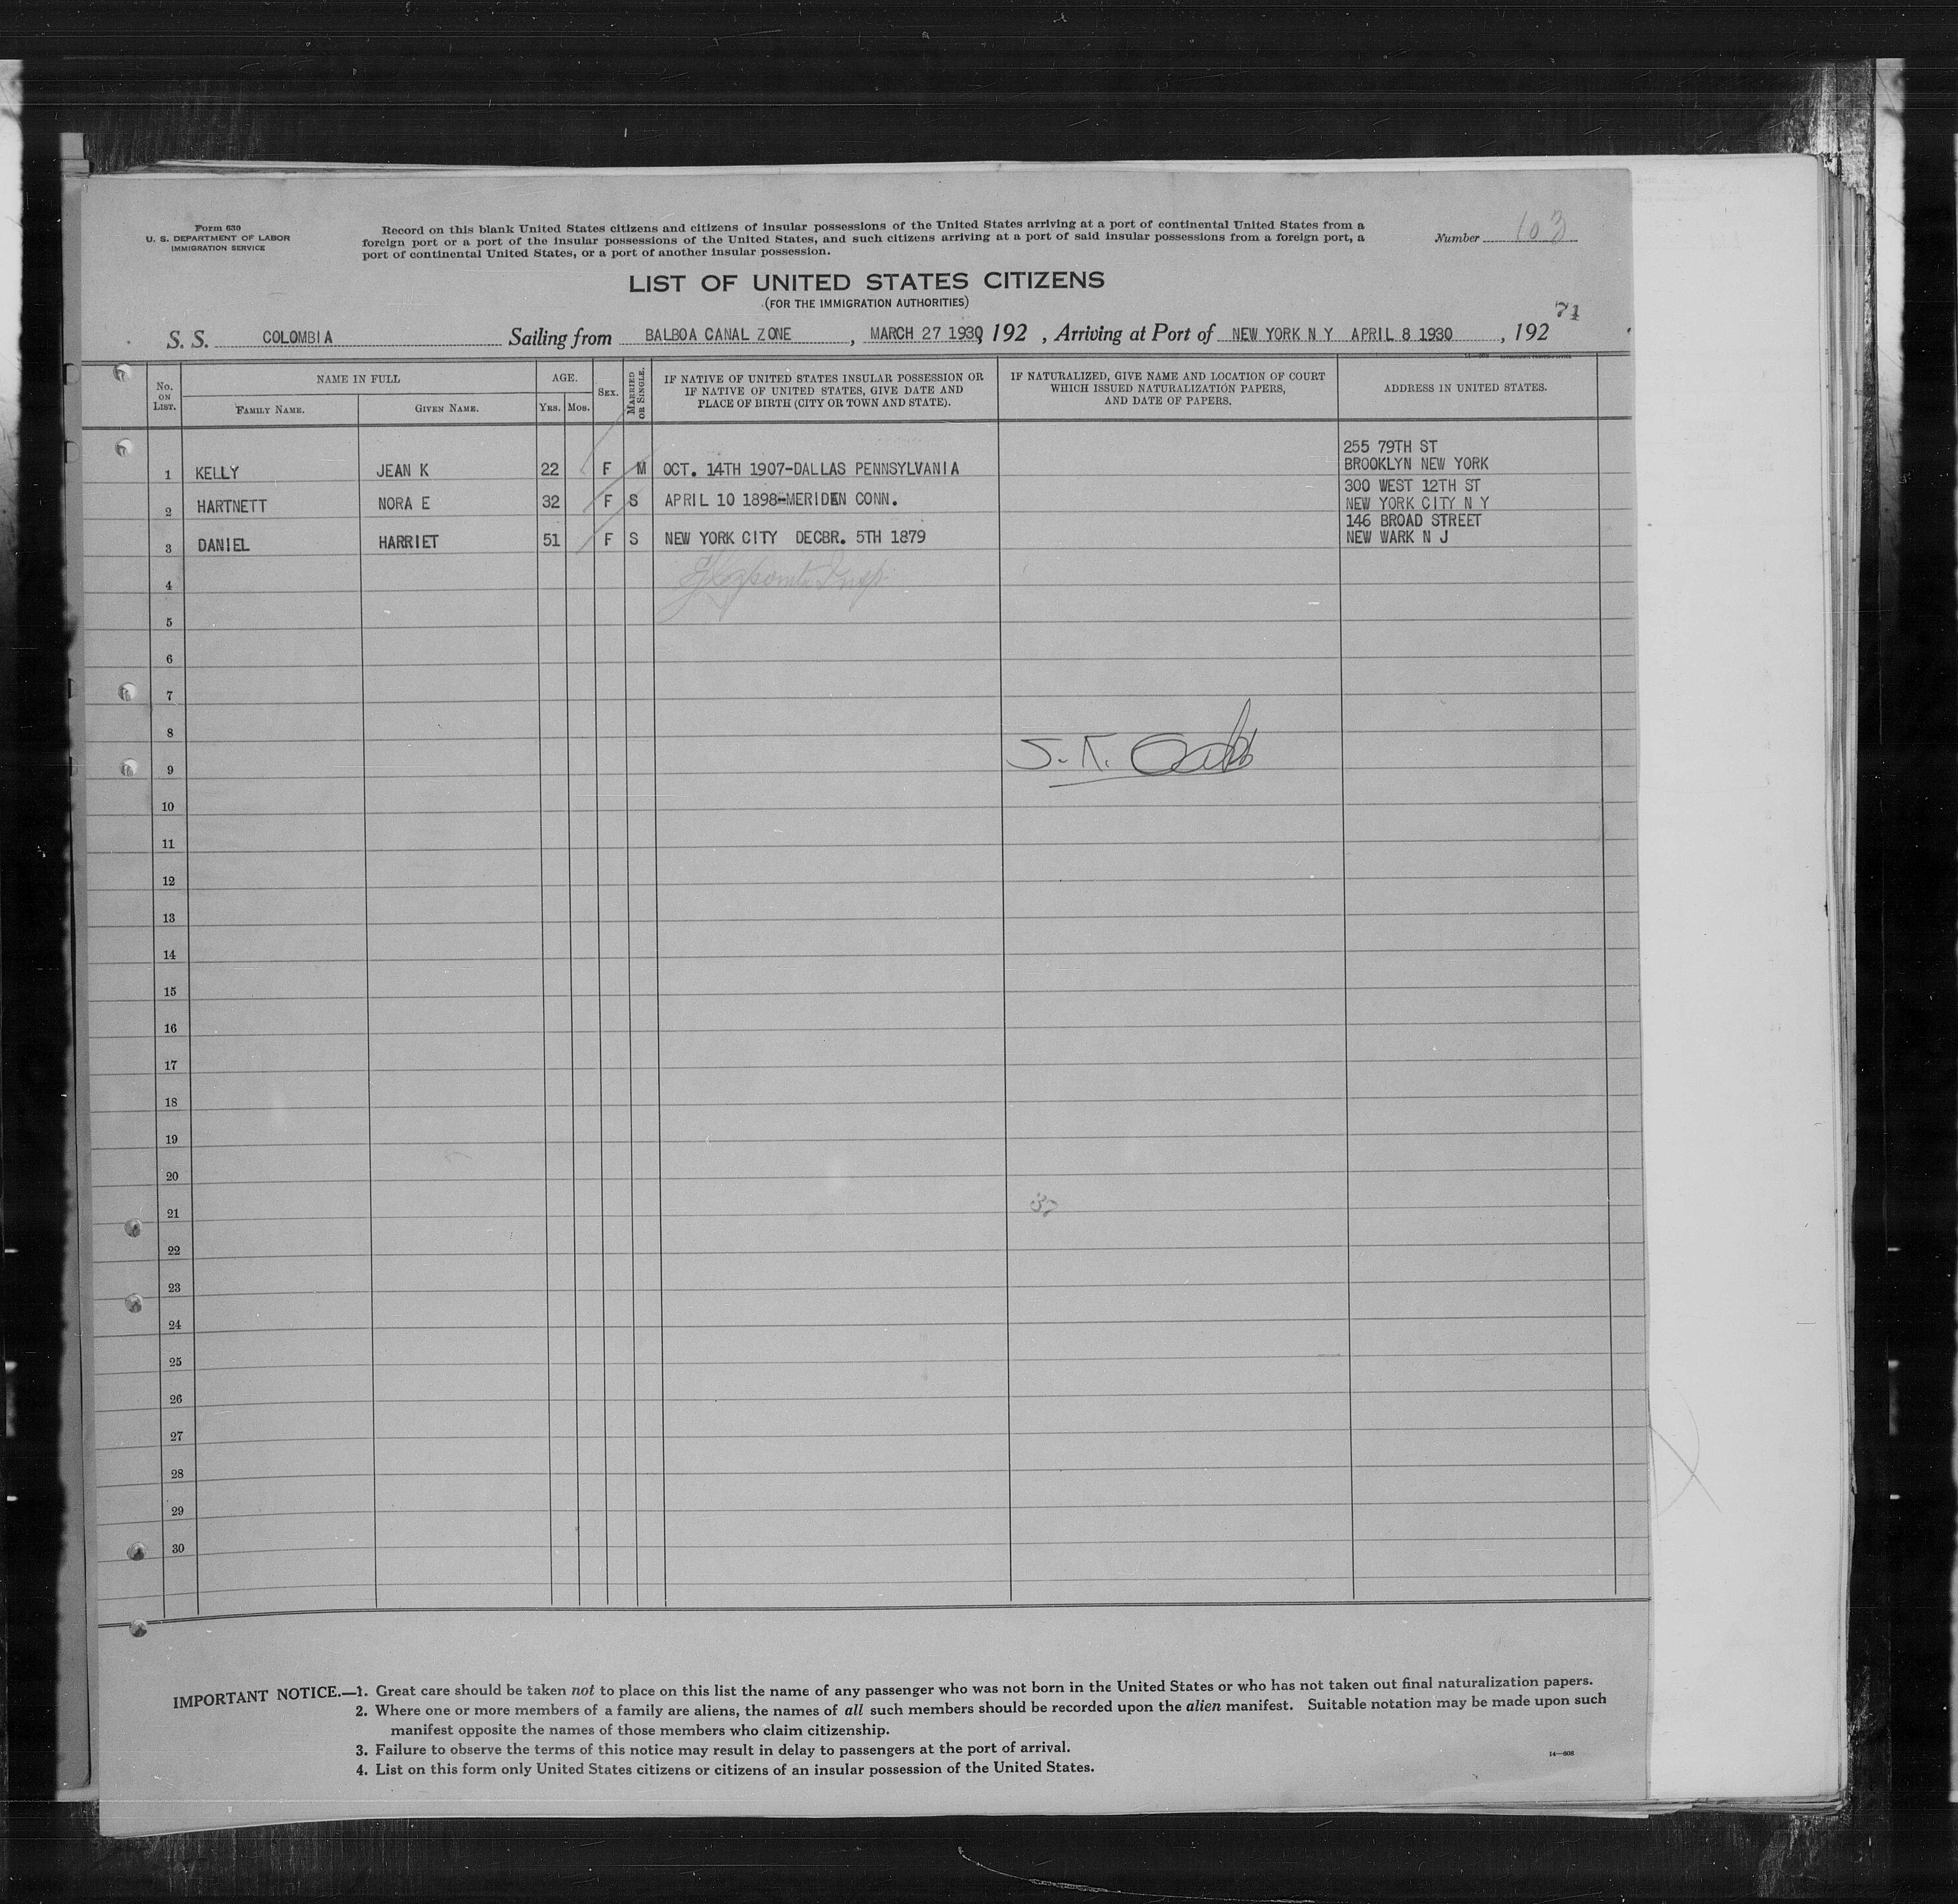 Form 630
U. S. DEPARTMENT OF LABOR
IMMIGRATION SERVICE
Record on this blank United States citizens and citizens of insular possessions of the United States arriving at a port of continental United States from a
foreign port or a port of the insular possessions of the United States, and such citizens arriving at a port of said insular possessions from a foreign port, a
port of continental United States, or a port of another insular possession.
Number 103
LIST OF UNITED STATES CITIZENS
(FOR THE IMMIGRATION AUTHORITIES)
71
S. S. COLOMBIA Sailing from BALBOA CANAL ZONE , MARCH 27 1930, 192 , Arriving at Port of NEW YORK N Y APRIL 8 1930 , 192
No. ON LIST.
NAME IN FULL
FAMILY NAME.
GIVEN NAME.
AGE.
YRS. MOS.
SEX.
MARRIED OR SINGLE.
IF NATIVE OF UNITED STATES INSULAR POSSESSION OR
IF NATIVE OF UNITED STATES, GIVE DATE AND
PLACE OF BIRTH (CITY OR TOWN AND STATE).
IF NATURALIZED, GIVE NAME AND LOCATION OF COURT
WHICH ISSUED NATURALIZATION PAPERS,
AND DATE OF PAPERS.
ADDRESS IN UNITED STATES.
255 79TH ST
1 KELLY JEAN K 22 F M OCT. 14TH 1907-DALLAS PENNSYLVANIA BROOKLYN NEW YORK
300 WEST 12TH ST
2 HARTNETT NORA E 32 F S APRIL 10 1898-MERIDEN CONN. NEW YORK CITY N Y
146 BROAD STREET
3 DANIEL HARRIET 51 F S NEW YORK CITY DECBR. 5TH 1879 NEW WARK N J
4
5
6
7
8
9
10
11
12
13
14
15
16
17
18
19
20
21 37
22
23
24
25
26
27
28
29
30
IMPORTANT NOTICE.—1. Great care should be taken not to place on this list the name of any passenger who was not born in the United States or who has not taken out final naturalization papers.
2. Where one or more members of a family are aliens, the names of all such members should be recorded upon the alien manifest. Suitable notation may be made upon such
manifest opposite the names of those members who claim citizenship.
3. Failure to observe the terms of this notice may result in delay to passengers at the port of arrival.
4. List on this form only United States citizens or citizens of an insular possession of the United States.
14—608